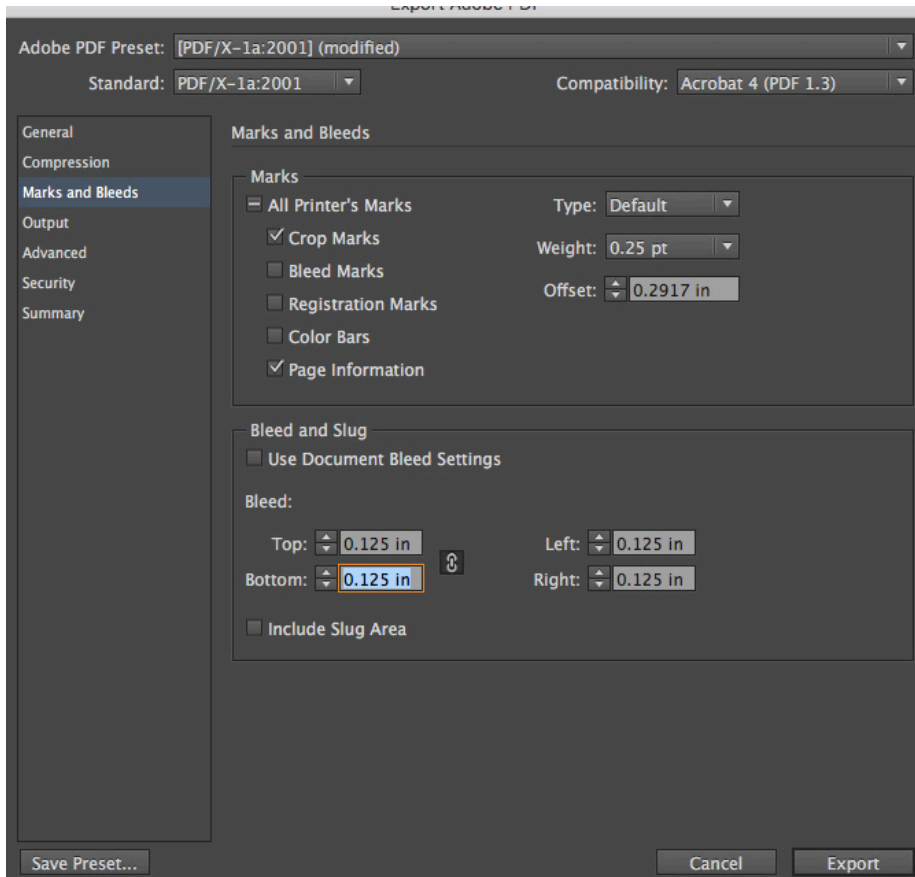 Export Adobe PDF
Adobe PDF Preset: [PDF/X-1a:2001] (modified)
Standard: PDF/X-1a:2001 Compatibility: Acrobat 4 (PDF 1.3)
General
Compression
Marks and Bleeds
Output
Advanced
Security
Summary
Marks and Bleeds
Marks
All Printer's Marks
Crop Marks
Bleed Marks
Registration Marks
Color Bars
Page Information
Type: Default
Weight: 0.25 pt
Offset: 0.2917 in
Bleed and Slug
Use Document Bleed Settings
Bleed:
Top: 0.125 in Left: 0.125 in
Bottom: 0.125 in Right: 0.125 in
Include Slug Area
Save Preset... Cancel Export